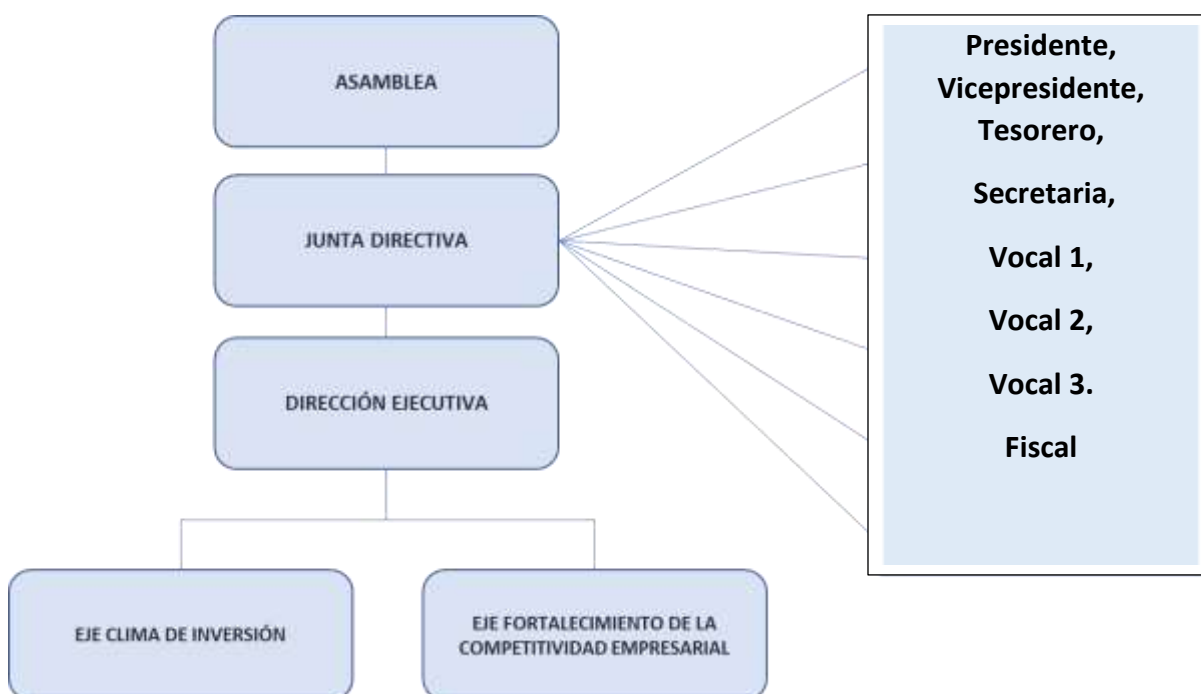 ASAMBLEA
JUNTA DIRECTIVA
DIRECCIÓN EJECUTIVA
EJE CLIMA DE INVERSIÓN
EJE FORTALECIMIENTO DE LA
COMPETITIVIDAD EMPRESARIAL
Presidente,
Vicepresidente,
Tesorero,
Secretaria,
Vocal 1,
Vocal 2,
Vocal 3.
Fiscal